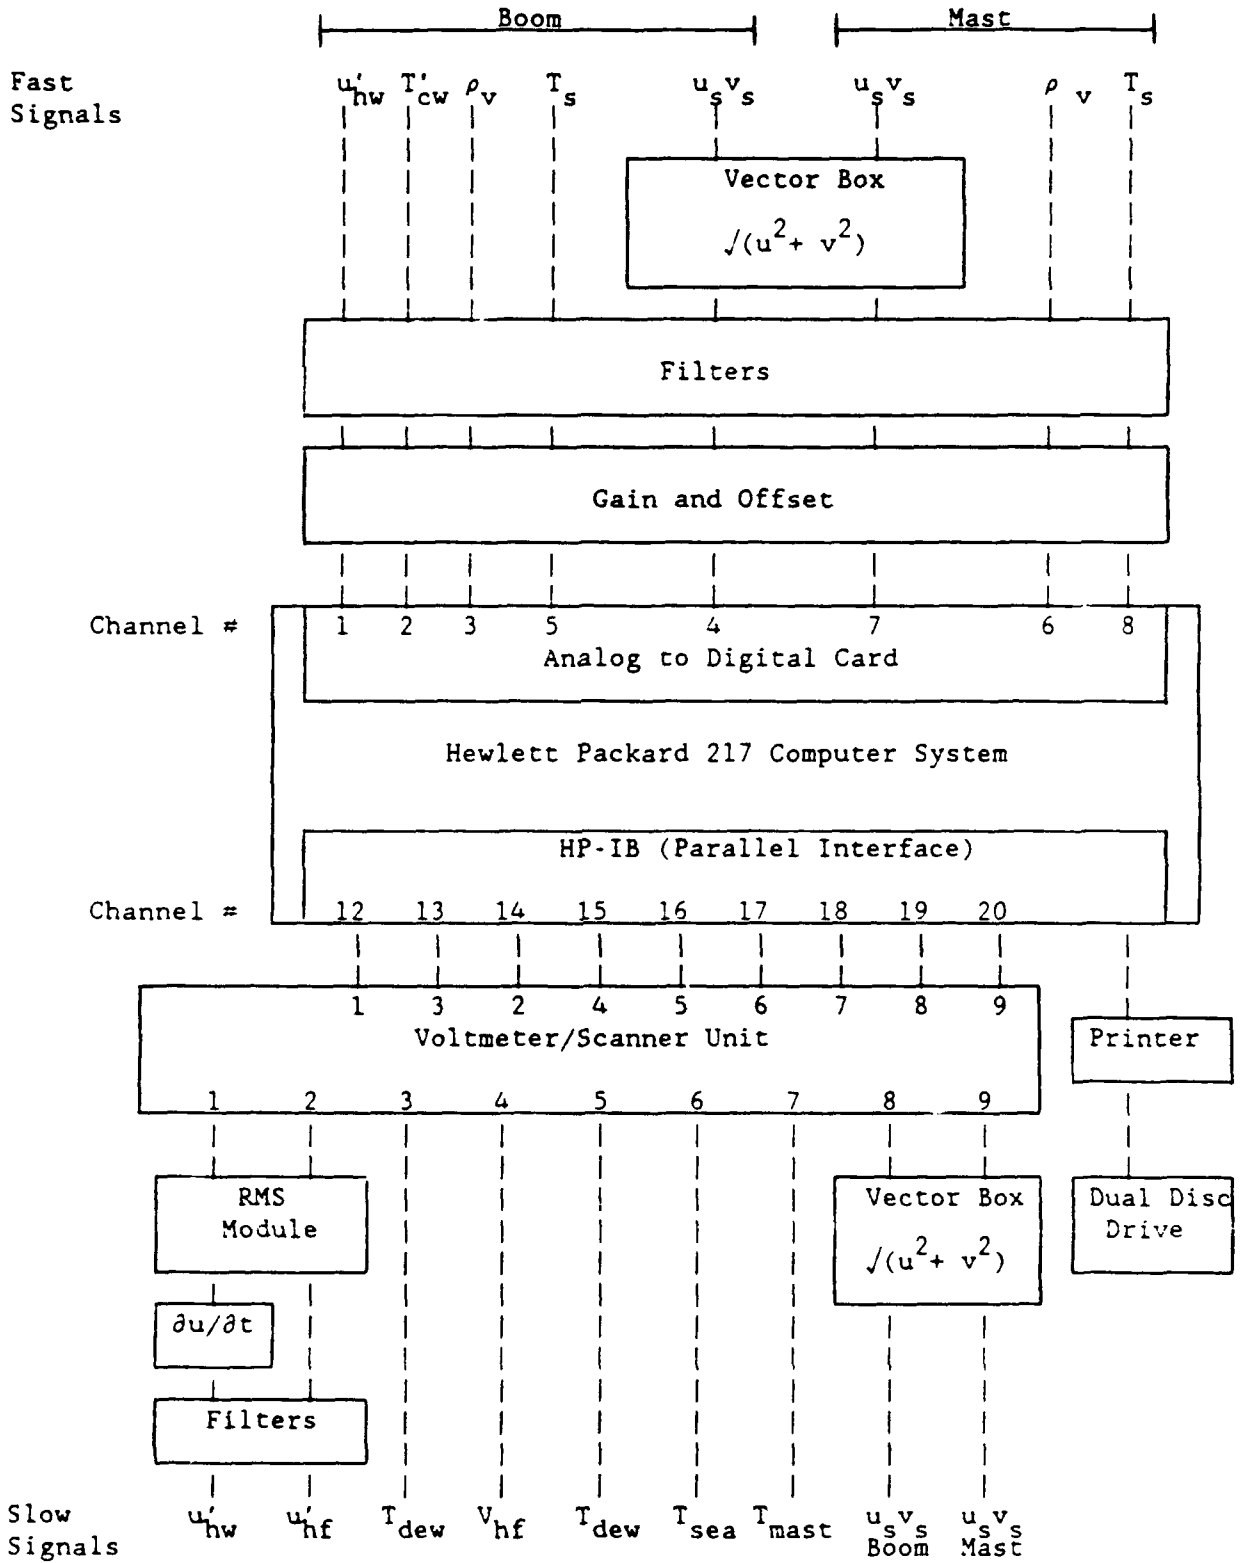 Boom Mast
Fast u'hw T'cw ρv Ts usvs usvs ρv Ts
Signals
Vector Box
√(u²+ v²)
Filters
Gain and Offset
Channel # 1 2 3 5 4 7 6 8
Analog to Digital Card
Hewlett Packard 217 Computer System
HP-IB (Parallel Interface)
Channel # 12 13 14 15 16 17 18 19 20
1 3 2 4 5 6 7 8 9
Voltmeter/Scanner Unit
Printer
1 2 3 4 5 6 7 8 9
RMS
Module
Vector Box
√(u²+ v²)
Dual Disc
Drive
∂u/∂t
Filters
Slow u'hw u'hf Tdew Vhf Tdew Tsea Tmast usvs usvs
Signals Boom Mast